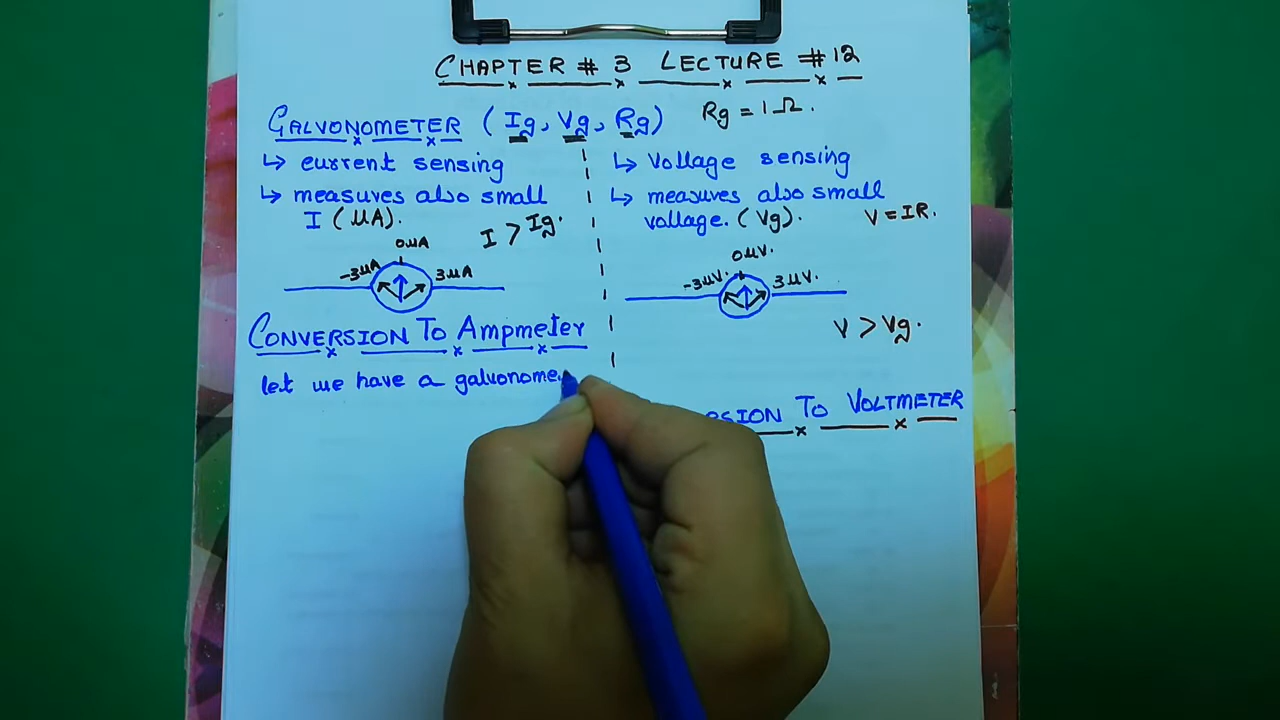 CHAPTER # 3 LECTURE # 12
GALVONOMETER ( Ig, Vg, Rg)
Rg = 1 Ω.
↳ current sensing
↳ measures also small
I (μA).
I > Ig.
0μA
-3μA
3μA
CONVERSION TO Ampmeter
let we have a galvonome
↳ Vollage sensing
↳ measures also small
vollage. (Vg).
V = IR.
0μV.
-3μV.
3μV.
V > Vg.
TO VOLTMETER